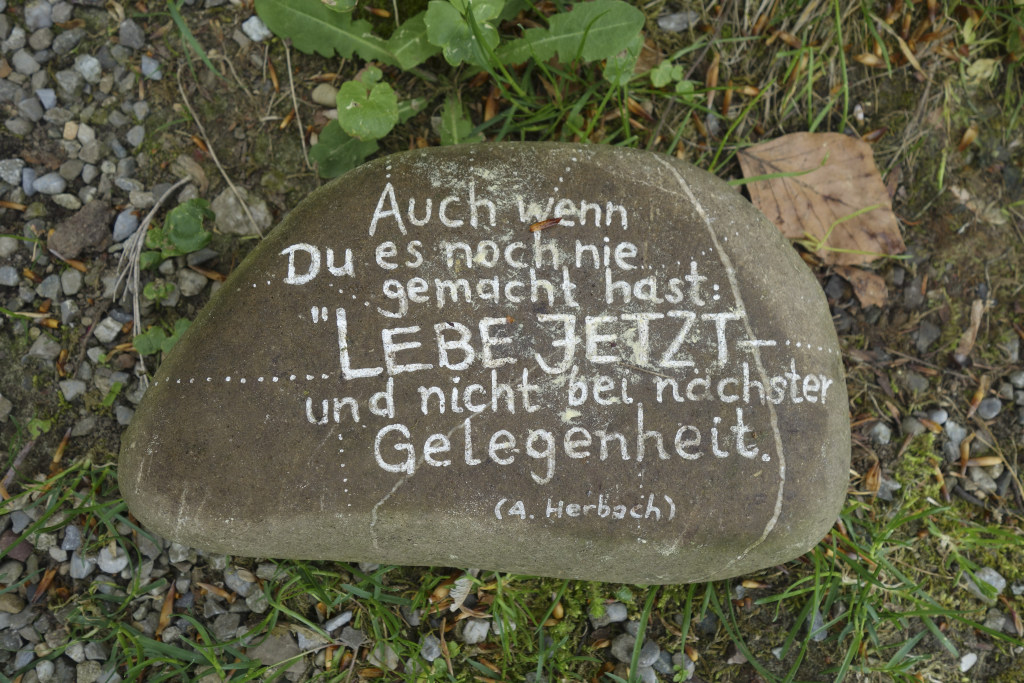 Auch wenn
Du es noch nie
gemacht hast:
"LEBE JETZT –
und nicht bei nächster
Gelegenheit.
(A. Herbach)